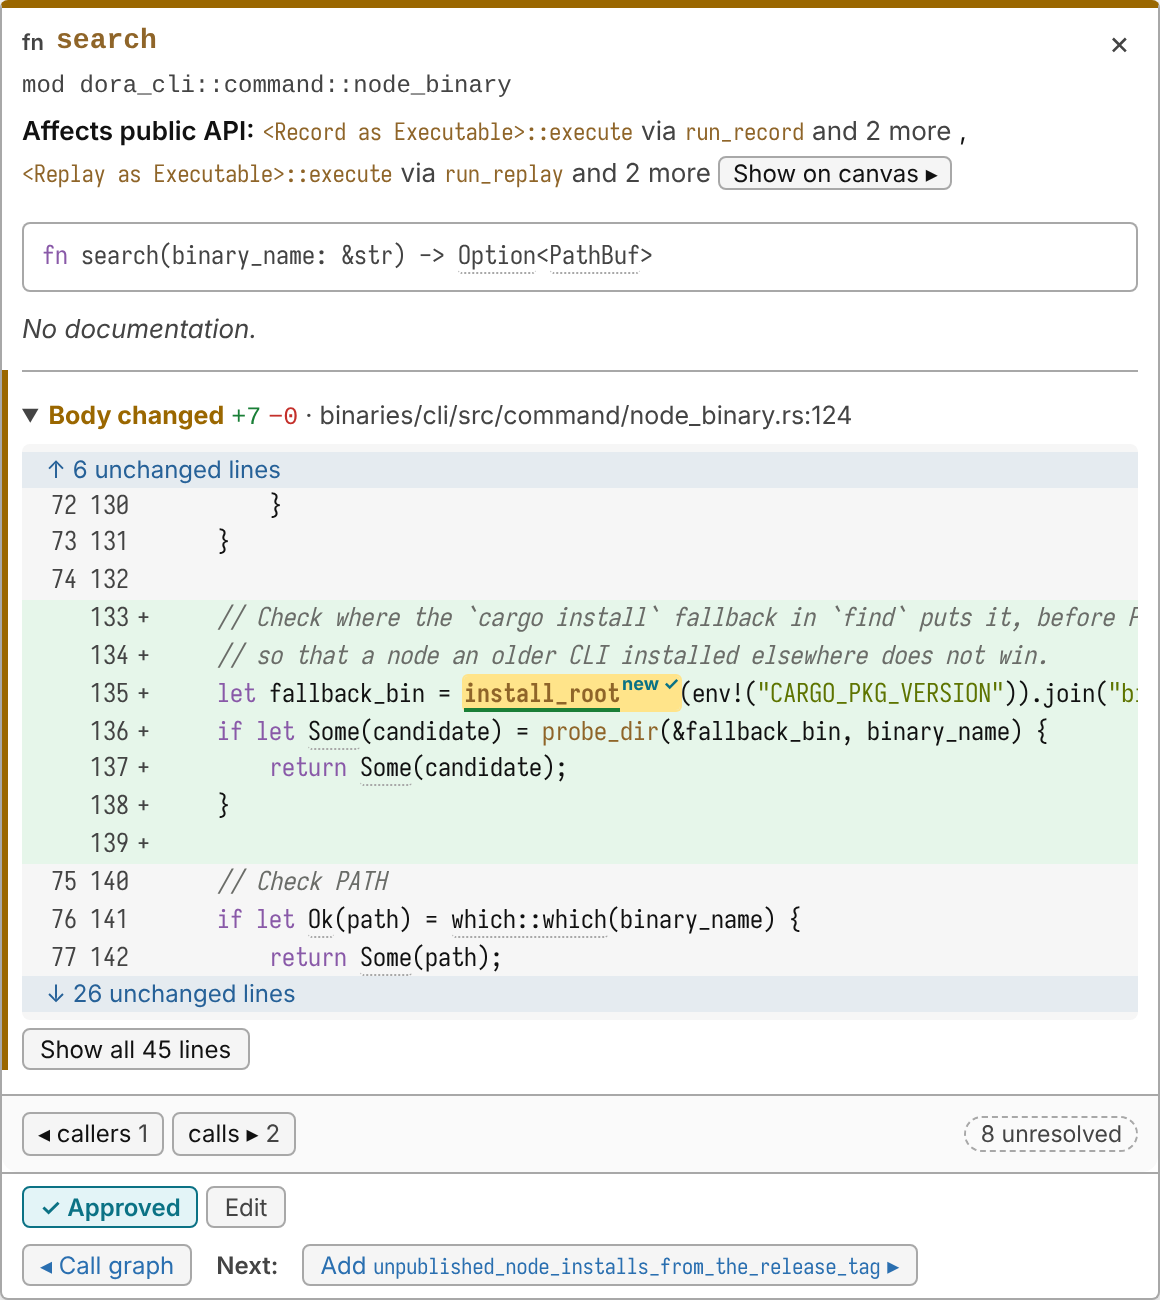 fn search ×
mod dora_cli::command::node_binary
Affects public API: <Record as Executable>::execute via run_record and 2 more ,
<Replay as Executable>::execute via run_replay and 2 more Show on canvas ▸
fn search(binary_name: &str) -> Option<PathBuf>
No documentation.
▼ Body changed +7 −0 · binaries/cli/src/command/node_binary.rs:124
↑ 6 unchanged lines
72 130         }
73 131     }
74 132
133 +     // Check where the `cargo install` fallback in `find` puts it, before
134 +     // so that a node an older CLI installed elsewhere does not win.
135 +     let fallback_bin = install_root new ✓ (env!("CARGO_PKG_VERSION")).join("bi
136 +     if let Some(candidate) = probe_dir(&fallback_bin, binary_name) {
137 +         return Some(candidate);
138 +     }
139 +
75 140     // Check PATH
76 141     if let Ok(path) = which::which(binary_name) {
77 142         return Some(path);
↓ 26 unchanged lines
Show all 45 lines
◂ callers 1 calls ▸ 2 8 unresolved
✓ Approved Edit
◂ Call graph Next: Add unpublished_node_installs_from_the_release_tag ▸